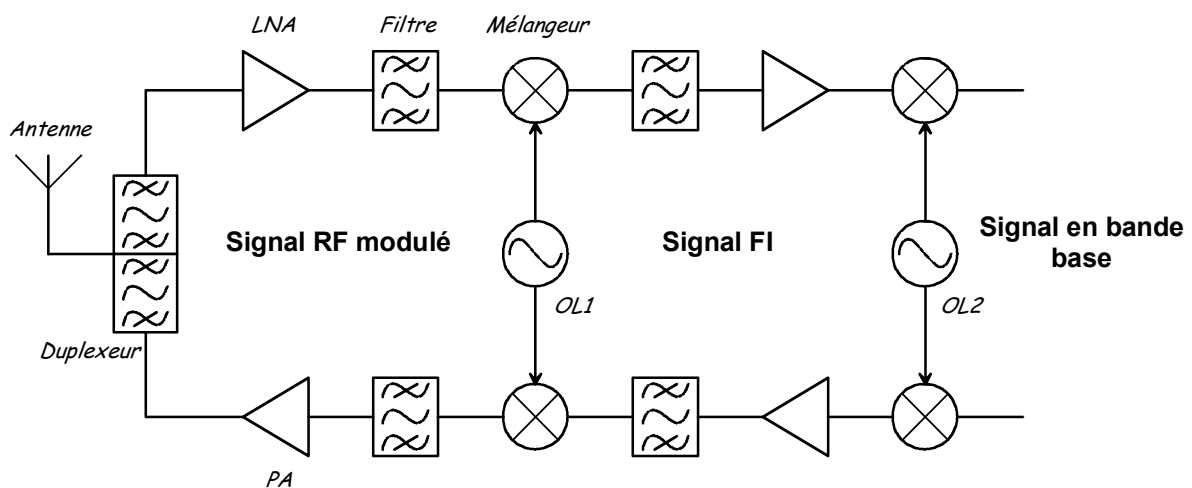 LNA
Filtre
Mélangeur
Antenne
Signal RF modulé
Signal FI
Signal en bande
base
OL1
OL2
Duplexeur
PA